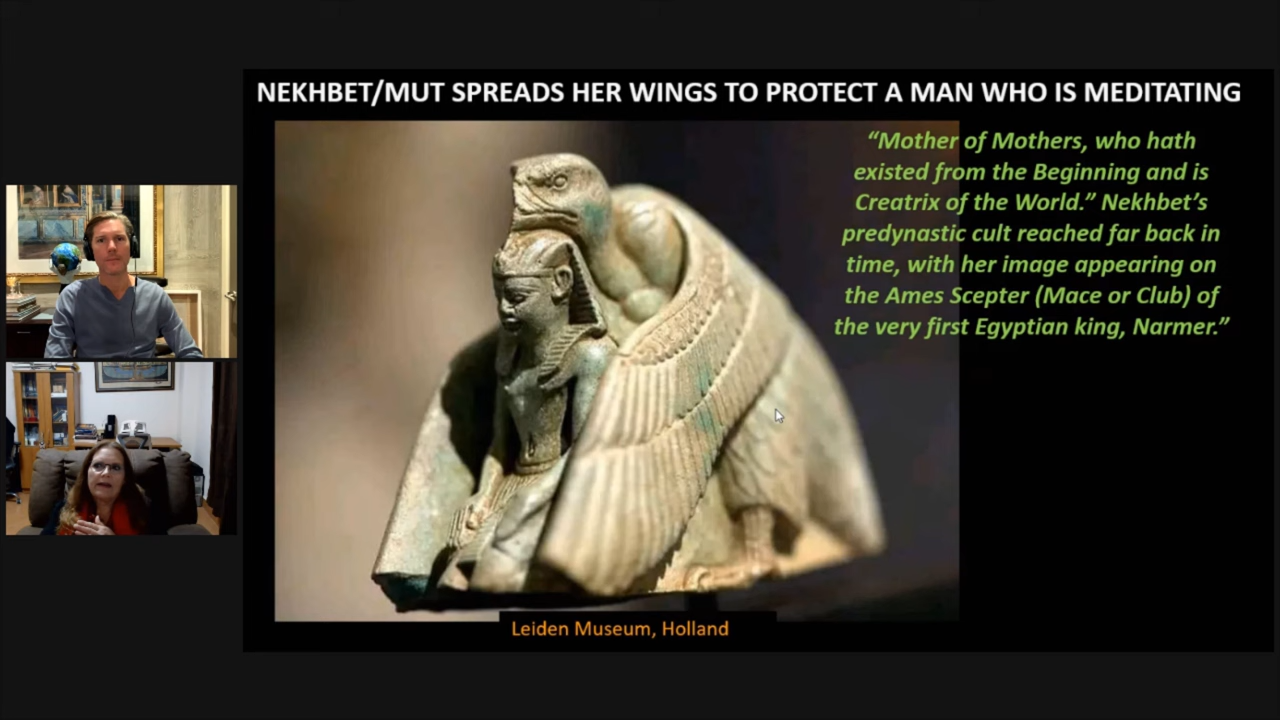 NEKHBET/MUT SPREADS HER WINGS TO PROTECT A MAN WHO IS MEDITATING
“Mother of Mothers, who hath
existed from the Beginning and is
Creatrix of the World.” Nekhbet’s
predynastic cult reached far back in
time, with her image appearing on
the Ames Scepter (Mace or Club) of
the very first Egyptian king, Narmer.”
Leiden Museum, Holland